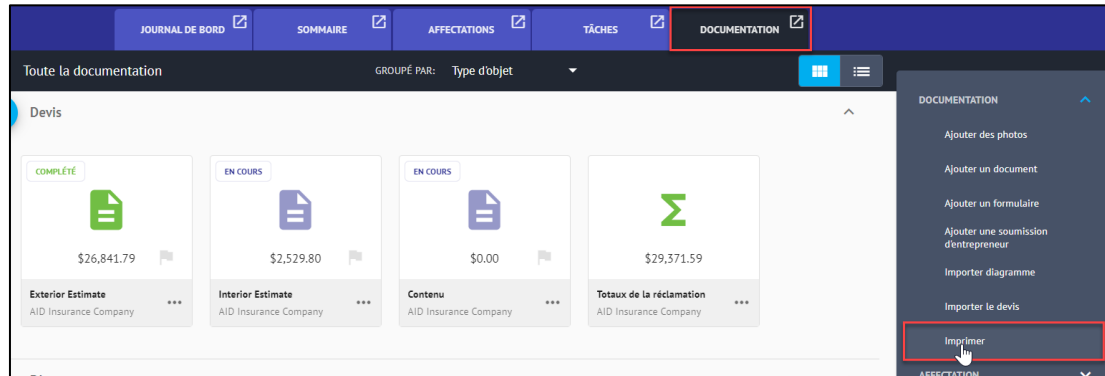 JOURNAL DE BORD
SOMMAIRE
AFFECTATIONS
TÂCHES
DOCUMENTATION
Toute la documentation
GROUPÉ PAR: Type d'objet
Devis
COMPLÉTÉ
$26,841.79
Exterior Estimate
AID Insurance Company
EN COURS
$2,529.80
Interior Estimate
AID Insurance Company
EN COURS
$0.00
Contenu
AID Insurance Company
Σ
$29,371.59
Totaux de la réclamation
AID Insurance Company
DOCUMENTATION
Ajouter des photos
Ajouter un document
Ajouter un formulaire
Ajouter une soumission
d'entrepreneur
Importer diagramme
Importer le devis
Imprimer
AFFECTATION